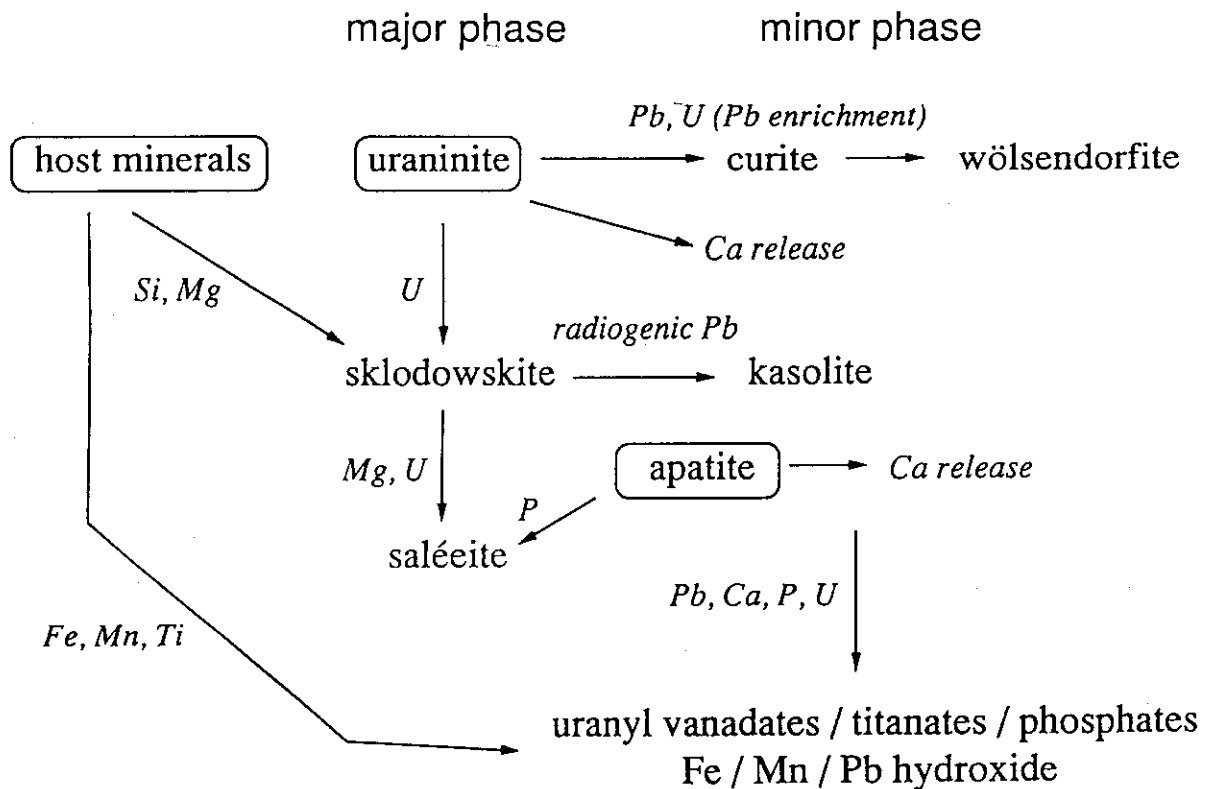 major phase minor phase
Pb, U (Pb enrichment)
host minerals uraninite curite wölsendorfite
Ca release
Si, Mg U
radiogenic Pb
sklodowskite kasolite
Mg, U apatite Ca release
P
saléeite
Pb, Ca, P, U
Fe, Mn, Ti
uranyl vanadates / titanates / phosphates
Fe / Mn / Pb hydroxide